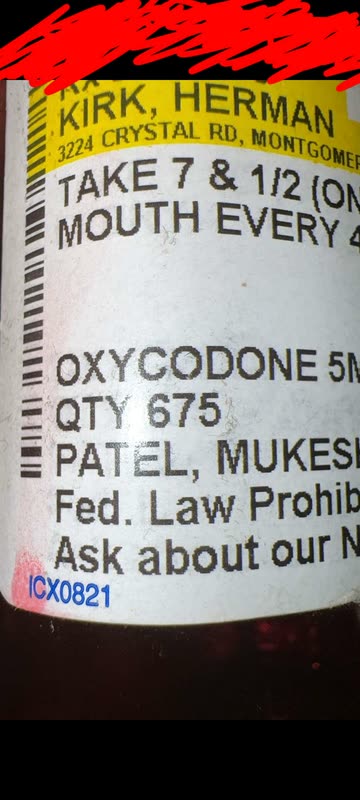 KIRK, HERMAN
3224 CRYSTAL RD, MONTGOMER
TAKE 7 & 1/2 (ON
MOUTH EVERY 4
OXYCODONE 5M
QTY 675
PATEL, MUKESH
Fed. Law Prohib
Ask about our N
ICX0821